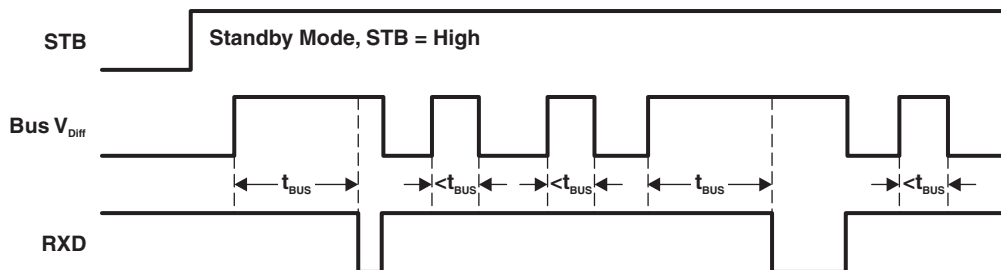 STB
Standby Mode, STB = High
Bus VDiff
tBUS
<tBUS
<tBUS
tBUS
<tBUS
RXD